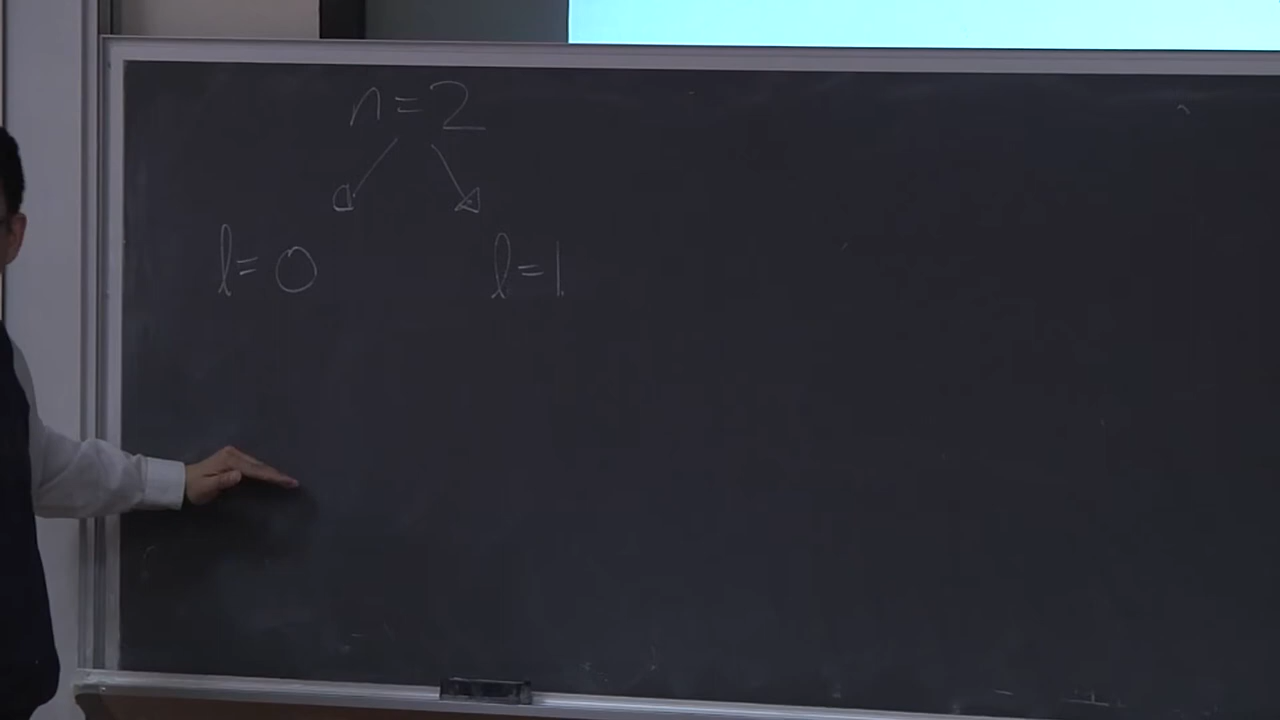 n = 2
l = 0 l = 1